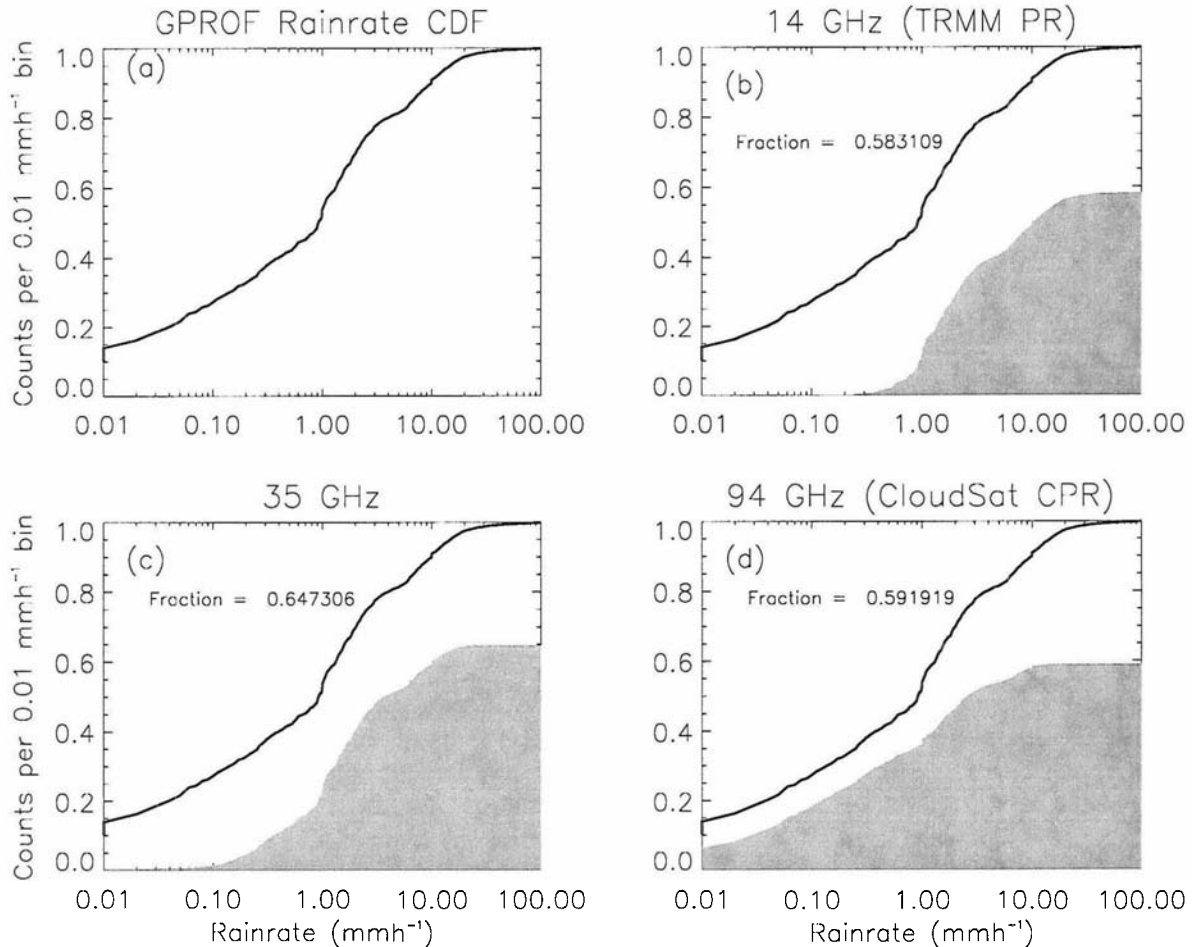 GPROF Rainrate CDF
(a)
Counts per 0.01 mmh⁻¹ bin
1.0
0.8
0.6
0.4
0.2
0.0
0.01 0.10 1.00 10.00 100.00
14 GHz (TRMM PR)
(b)
Fraction = 0.583109
1.0
0.8
0.6
0.4
0.2
0.0
0.01 0.10 1.00 10.00 100.00
35 GHz
(c)
Fraction = 0.647306
Counts per 0.01 mmh⁻¹ bin
1.0
0.8
0.6
0.4
0.2
0.0
0.01 0.10 1.00 10.00 100.00
Rainrate (mmh⁻¹)
94 GHz (CloudSat CPR)
(d)
Fraction = 0.591919
1.0
0.8
0.6
0.4
0.2
0.0
0.01 0.10 1.00 10.00 100.00
Rainrate (mmh⁻¹)